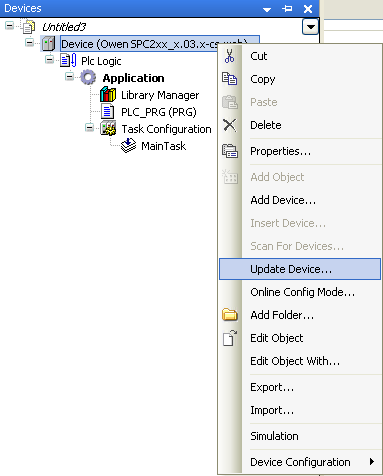 Devices
Untitled3
Device (Owen SPC2xx_x.03.x-cs
Plc Logic
Application
Library Manager
PLC_PRG (PRG)
Task Configuration
MainTask
Cut
Copy
Paste
Delete
Properties...
Add Object
Add Device...
Insert Device...
Scan For Devices...
Update Device...
Online Config Mode...
Add Folder...
Edit Object
Edit Object With...
Export...
Import...
Simulation
Device Configuration